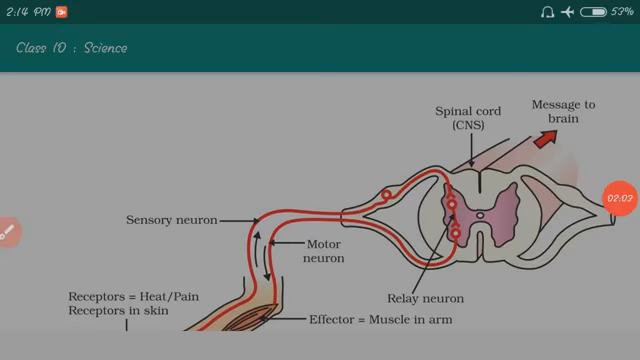 2:14 PM
53%
Class 10 : Science
Spinal cord
(CNS)
Message to
brain
02:02
Sensory neuron
Motor
neuron
Relay neuron
Receptors = Heat/Pain
Receptors in skin
Effector = Muscle in arm